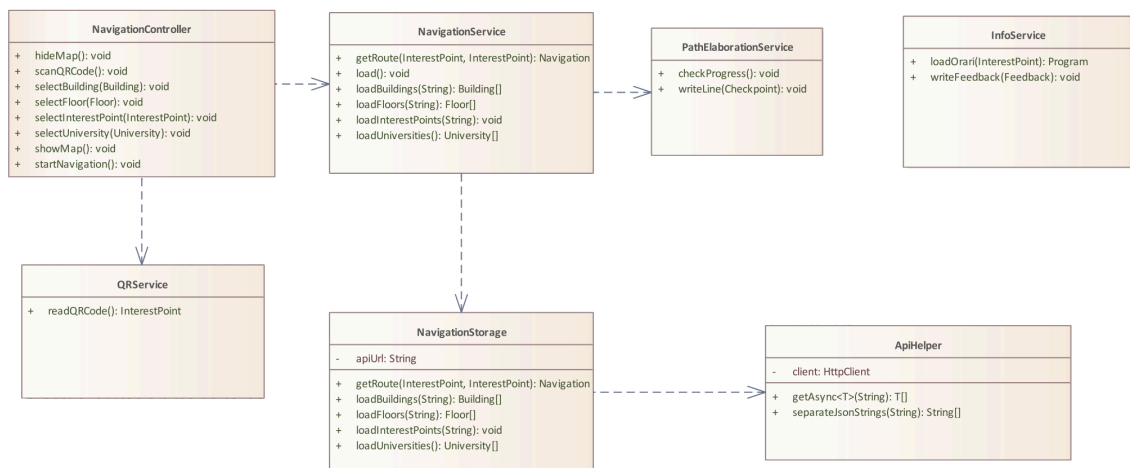 NavigationController
+ hideMap(): void
+ scanQRCode(): void
+ selectBuilding(Building): void
+ selectFloor(Floor): void
+ selectInterestPoint(InterestPoint): void
+ selectUniversity(University): void
+ showMap(): void
+ startNavigation(): void
NavigationService
+ getRoute(InterestPoint, InterestPoint): Navigation
+ load(): void
+ loadBuildings(String): Building[]
+ loadFloors(String): Floor[]
+ loadInterestPoints(String): void
+ loadUniversities(): University[]
PathElaborationService
+ checkProgress(): void
+ writeLine(Checkpoint): void
InfoService
+ loadOrari(InterestPoint): Program
+ writeFeedback(Feedback): void
QRService
+ readQRCode(): InterestPoint
NavigationStorage
- apiUrl: String
+ getRoute(InterestPoint, InterestPoint): Navigation
+ loadBuildings(String): Building[]
+ loadFloors(String): Floor[]
+ loadInterestPoints(String): void
+ loadUniversities(): University[]
ApiHelper
- client: HttpClient
+ getAsync<T>(String): T[]
+ separateJsonStrings(String): String[]